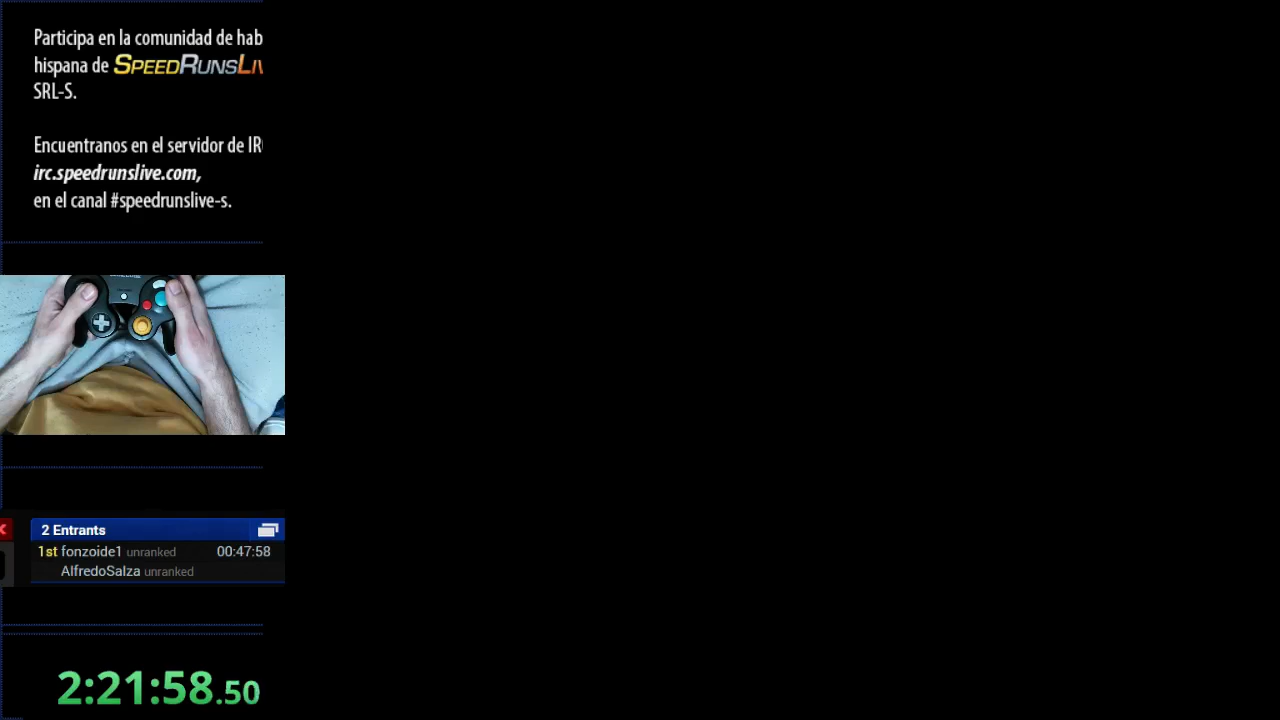 Participa en la comunidad de hab
hispana de SPEEDRUNSLIV
SRL-S.
Encuentranos en el servidor de IR
irc.speedrunslive.com,
en el canal #speedrunslive-s.
2 Entrants
1st fonzoide1 unranked 00:47:58
AlfredoSalza unranked
2:21:58.50